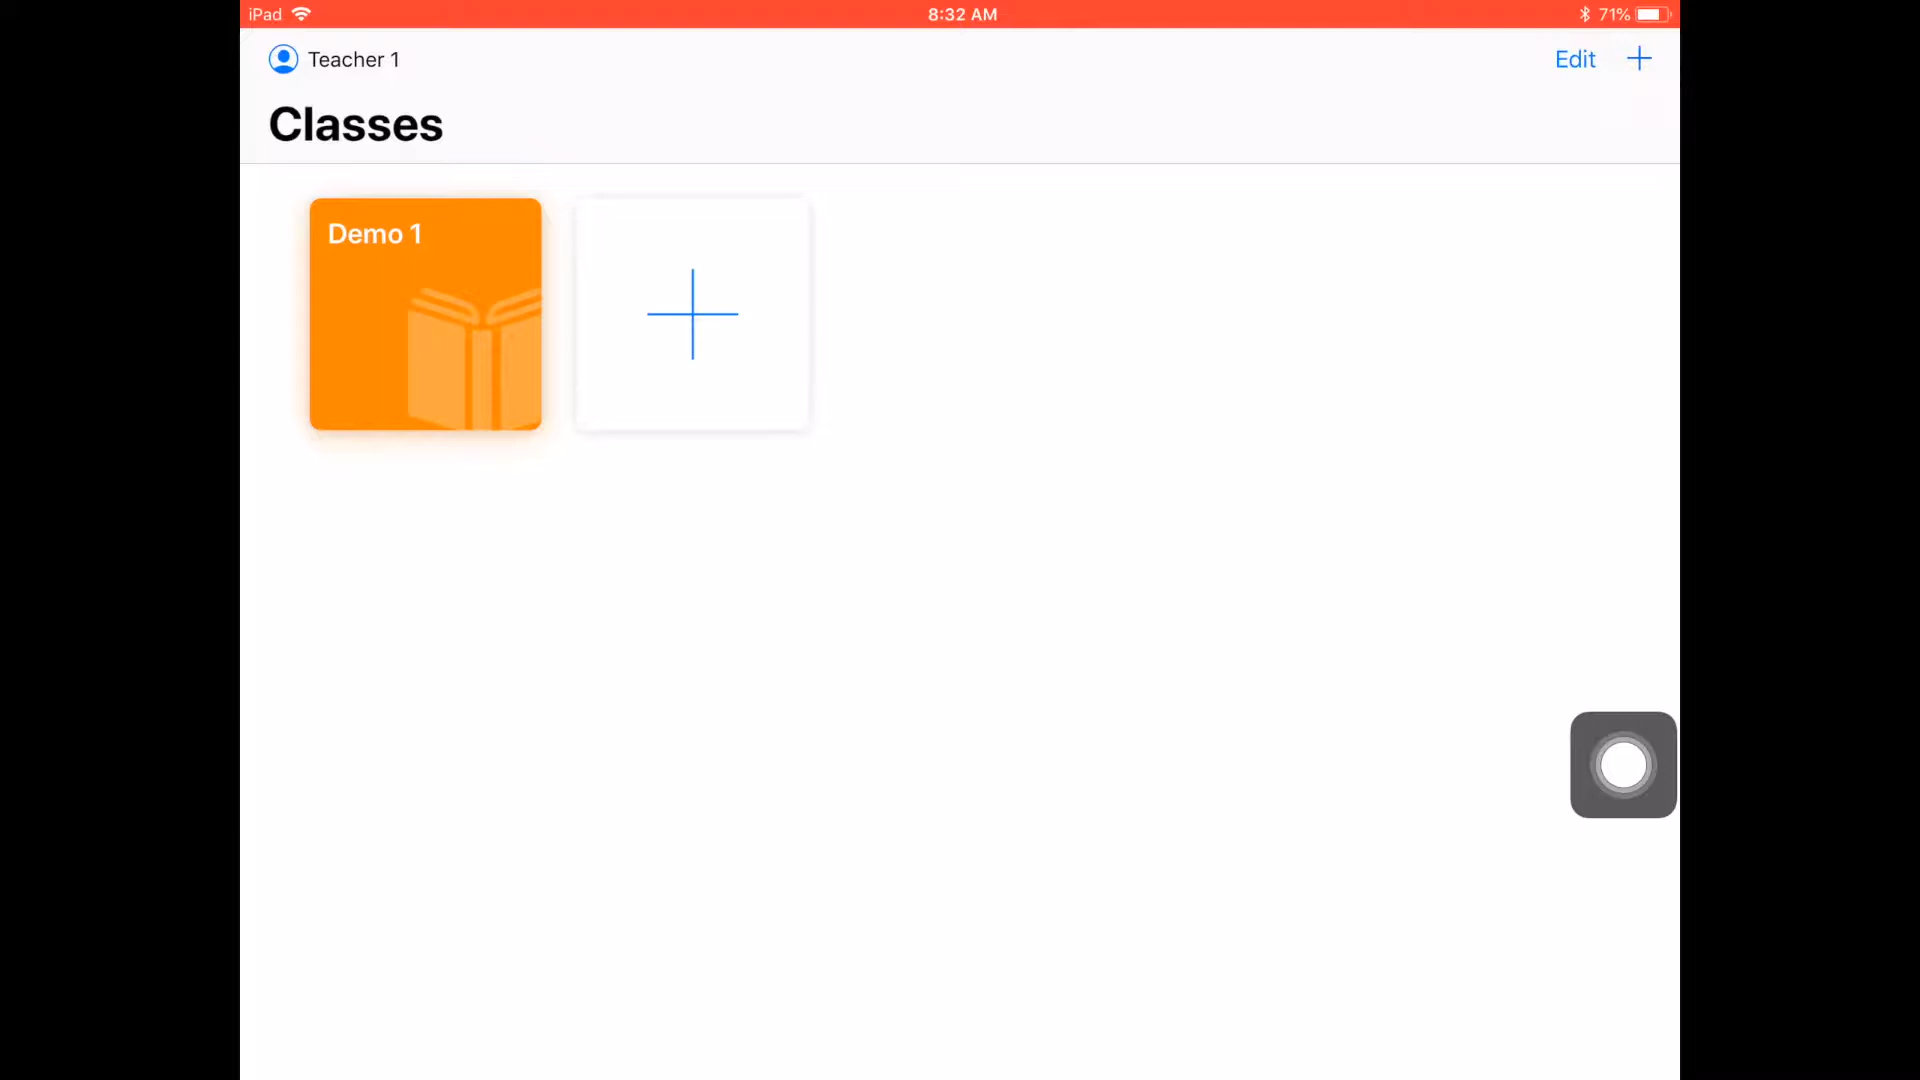 iPad 8:32 AM 71%
Teacher 1 Edit
Classes
Demo 1